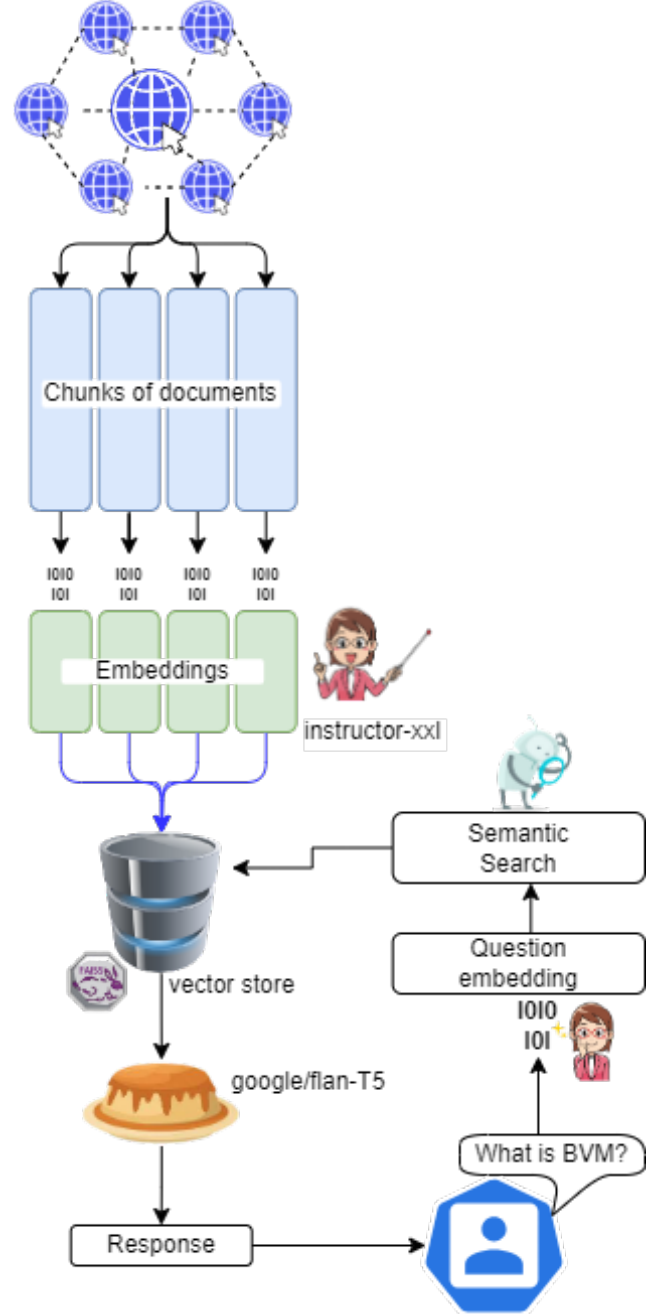 Chunks of documents
1010 1010 1010 1010
101 101 101 101
Embeddings
instructor-xxl
Semantic
Search
Question
embedding
1010
101
FAISS
vector store
google/flan-T5
What is BVM?
Response